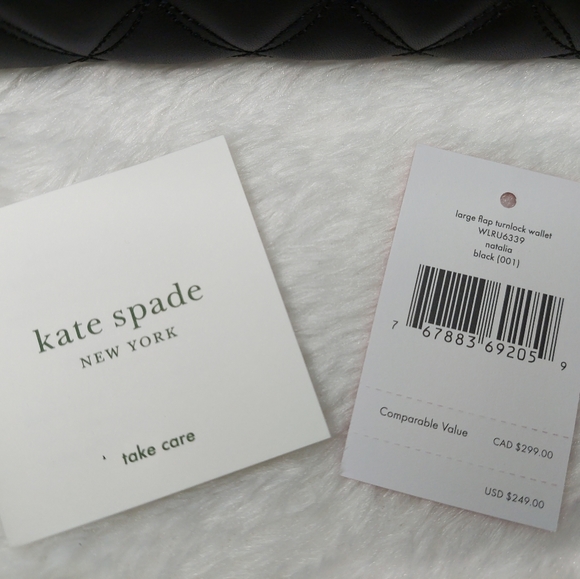 kate spade
NEW YORK
take care
large flap turnlock wallet
WLRU6339
natalia
black (001)
7 67883 69205 9
Comparable Value CAD $299.00
USD $249.00